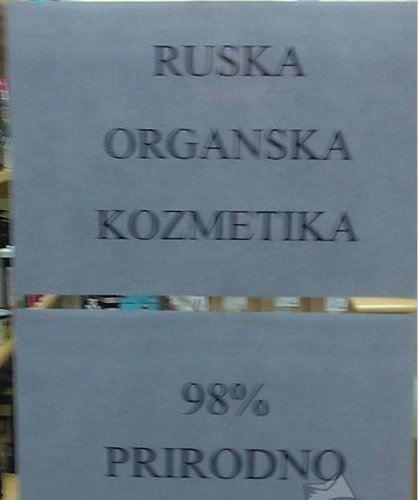 RUSKA
ORGANSKA
KOZMETIKA
98%
PRIRODNO